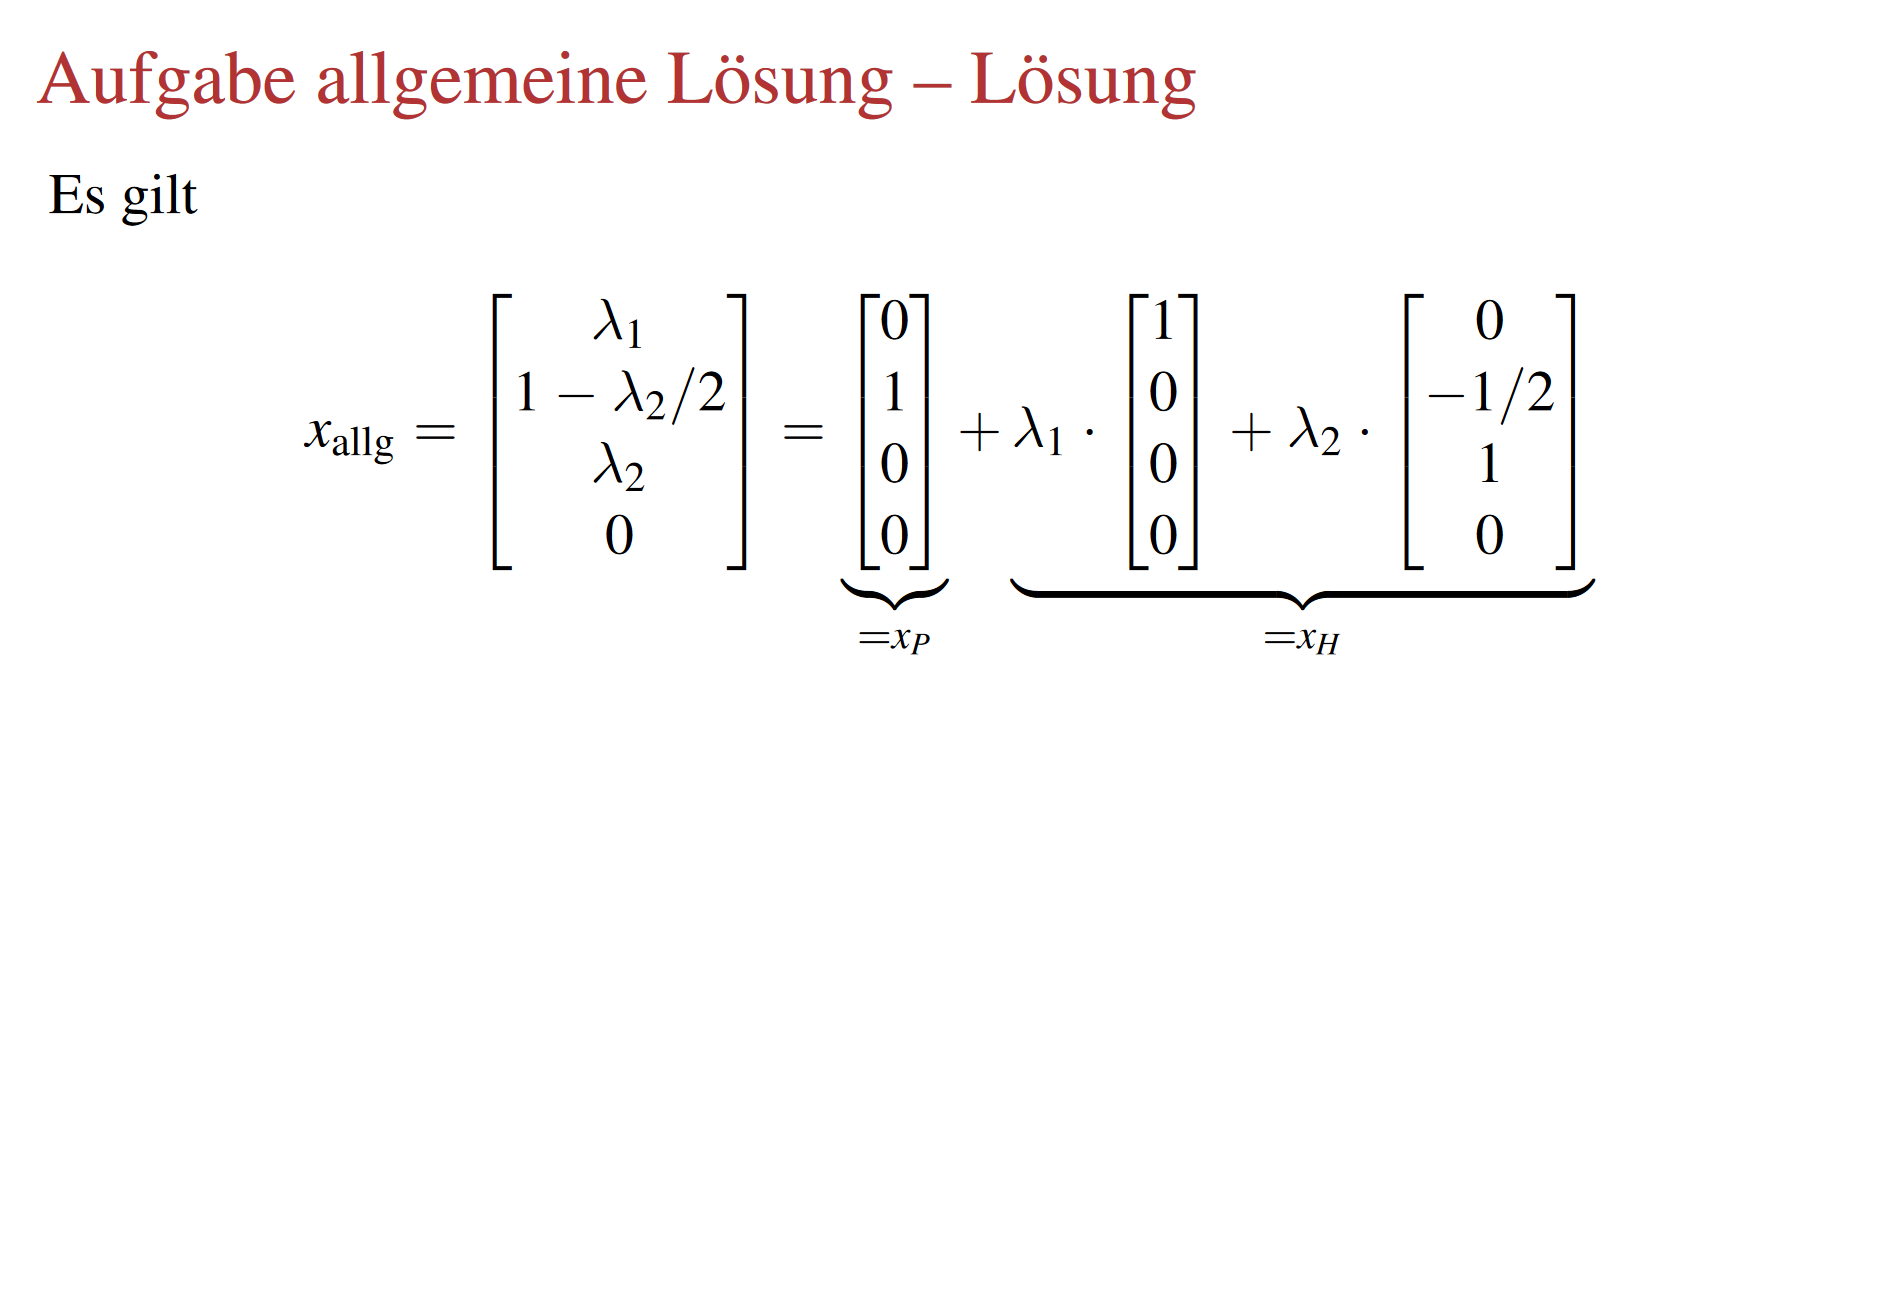 Aufgabe allgemeine Lösung – Lösung
Es gilt
x_allg = [λ₁; 1 − λ₂/2; λ₂; 0] = [0; 1; 0; 0] + λ₁ · [1; 0; 0; 0] + λ₂ · [0; −1/2; 1; 0]
=x_P =x_H